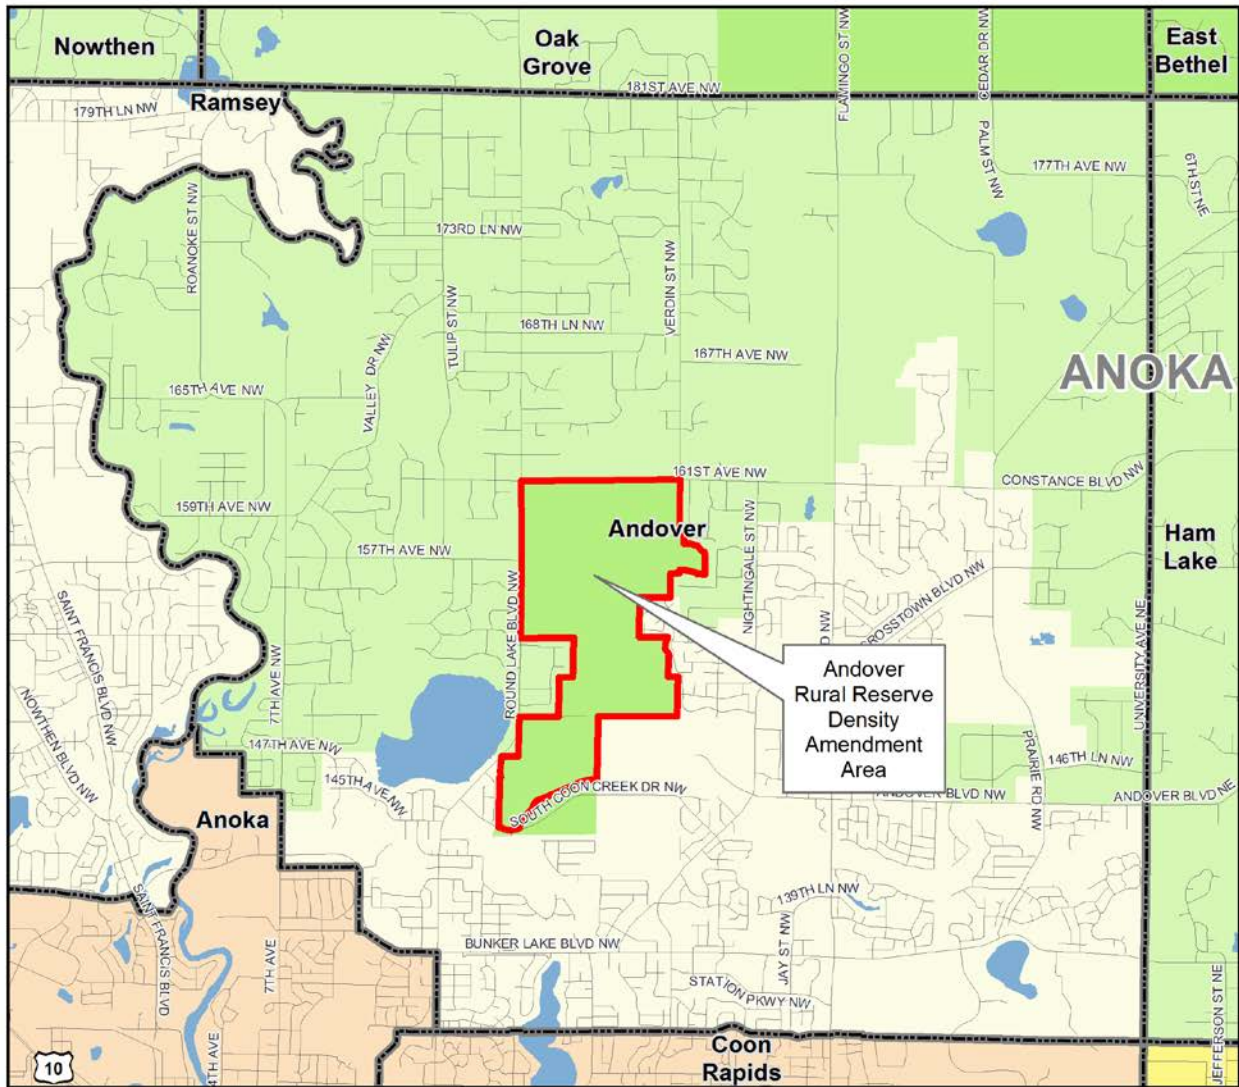 Nowthen
Oak
Grove
East
Bethel
FLAMINGO ST NW
CEDAR DR NW
181ST AVE NW
Ramsey
179TH LN NW
PALM ST NW
177TH AVE NW
6TH ST NE
ROANOKE ST NW
173RD LN NW
VERDIN ST NW
TULIP ST NW
168TH LN NW
VALLEY DR NW
167TH AVE NW
ANOKA
165TH AVE NW
161ST AVE NW
CONSTANCE BLVD NW
159TH AVE NW
Andover
Ham
Lake
157TH AVE NW
NIGHTINGALE ST NW
CROSSTOWN BLVD NW
SAINT FRANCIS BLVD NW
ROUND LAKE BLVD NW
D NW
UNIVERSITY AVE NE
7TH AVE NW
Andover
Rural Reserve
Density
Amendment
Area
NOWTHEN BLVD NW
147TH AVE NW
PRAIRIE RD NW
146TH LN NW
145TH AVE NW
SOUTH COON CREEK DR NW
ANDOVER BLVD NW
ANDOVER BLVD NE
Anoka
139TH LN NW
SAINT FRANCIS BLVD
7TH AVE
BUNKER LAKE BLVD NW
JAY ST NW
STATION PKWY NW
JEFFERSON ST NE
4TH AVE
Coon
Rapids
10